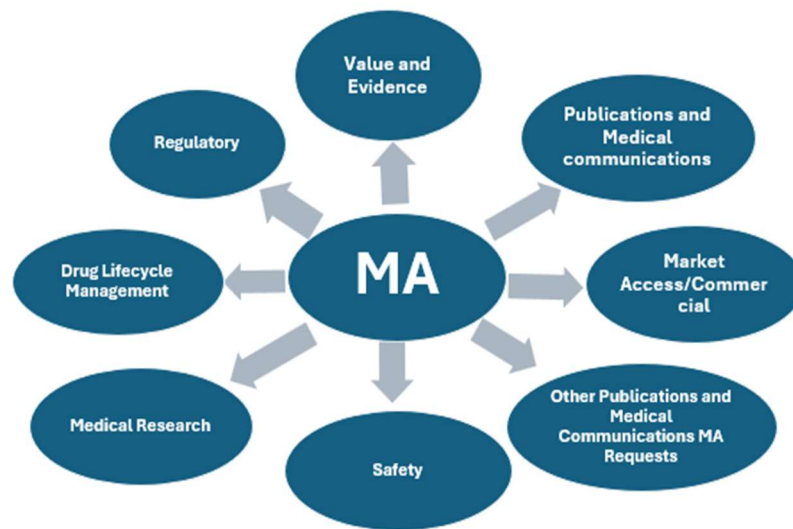 Value and
Evidence
Publications and
Medical
communications
Regulatory
MA
Drug Lifecycle
Management
Market
Access/Commer
cial
Medical Research
Safety
Other Publications and
Medical
Communications MA
Requests